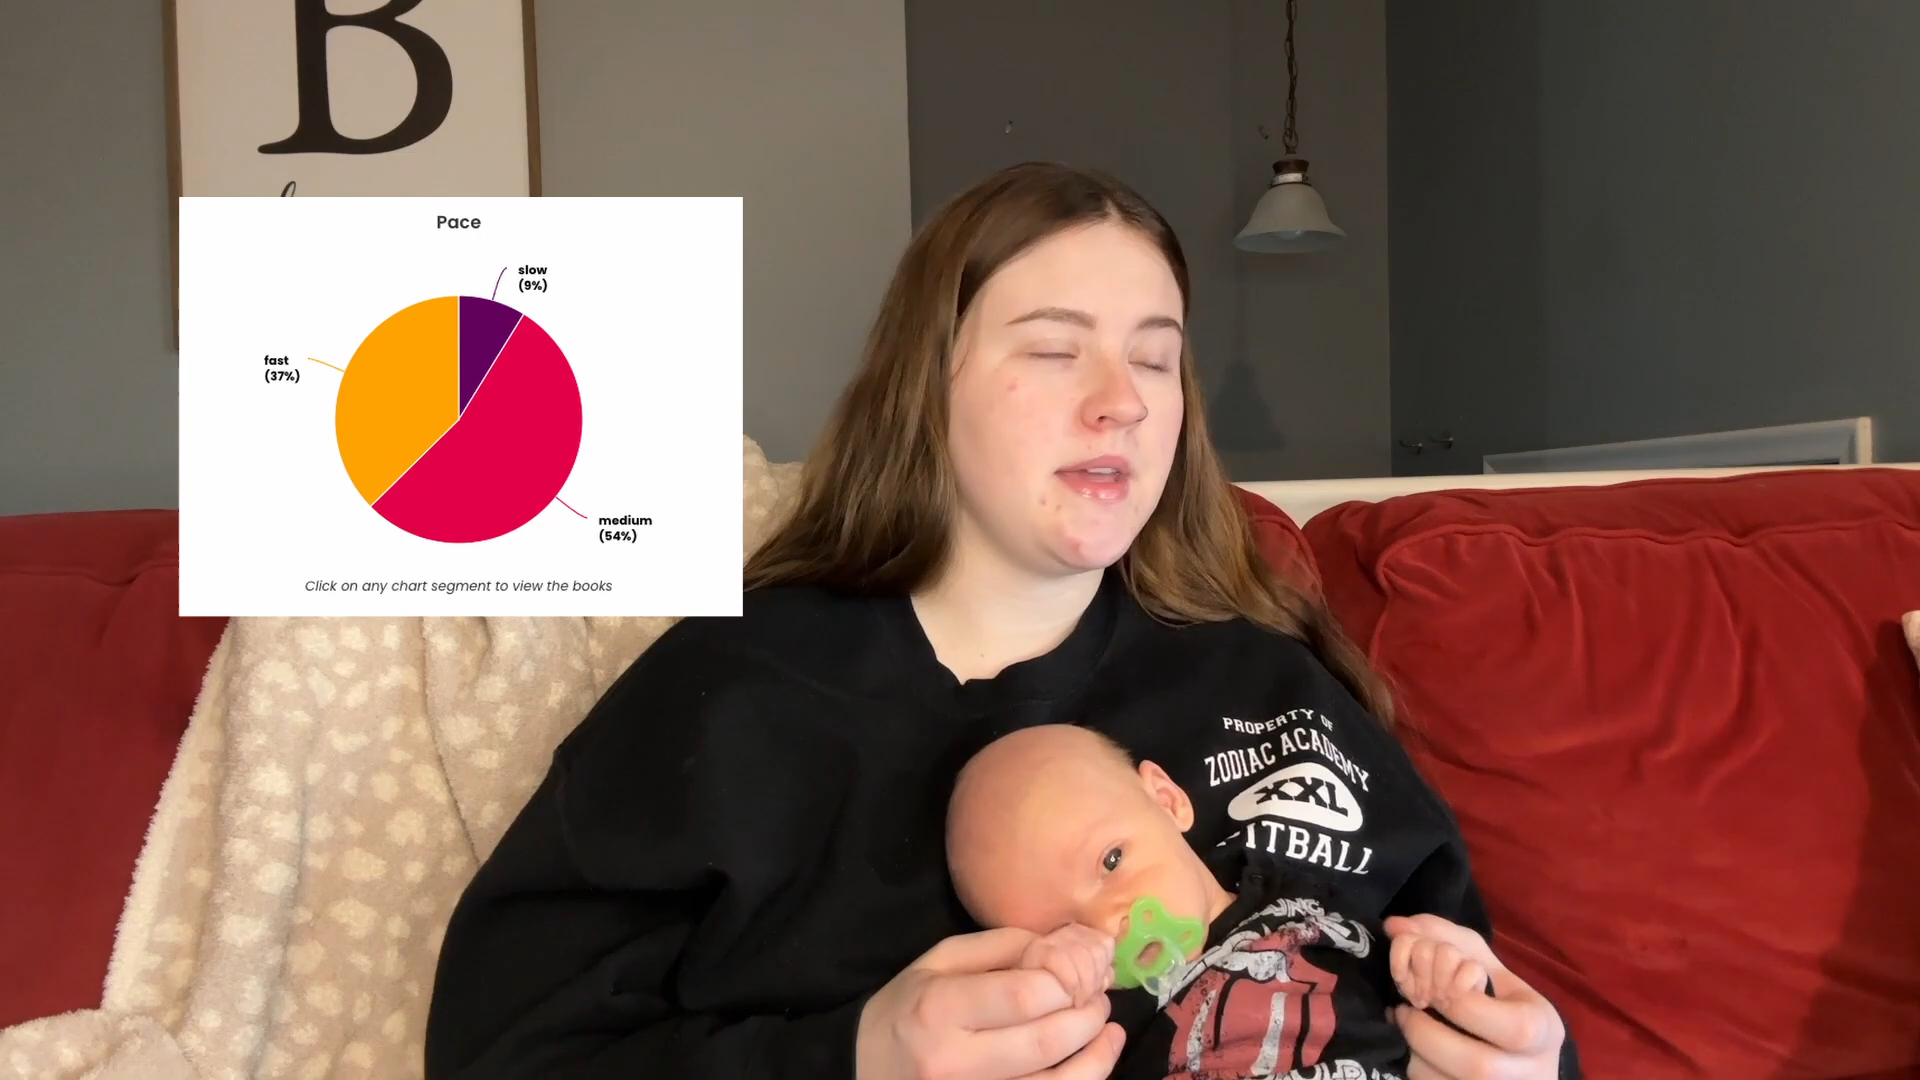 B
Pace
slow
(9%)
fast
(37%)
medium
(54%)
Click on any chart segment to view the books
PROPERTY OF
ZODIAC ACADEMY
XXL
PITBALL